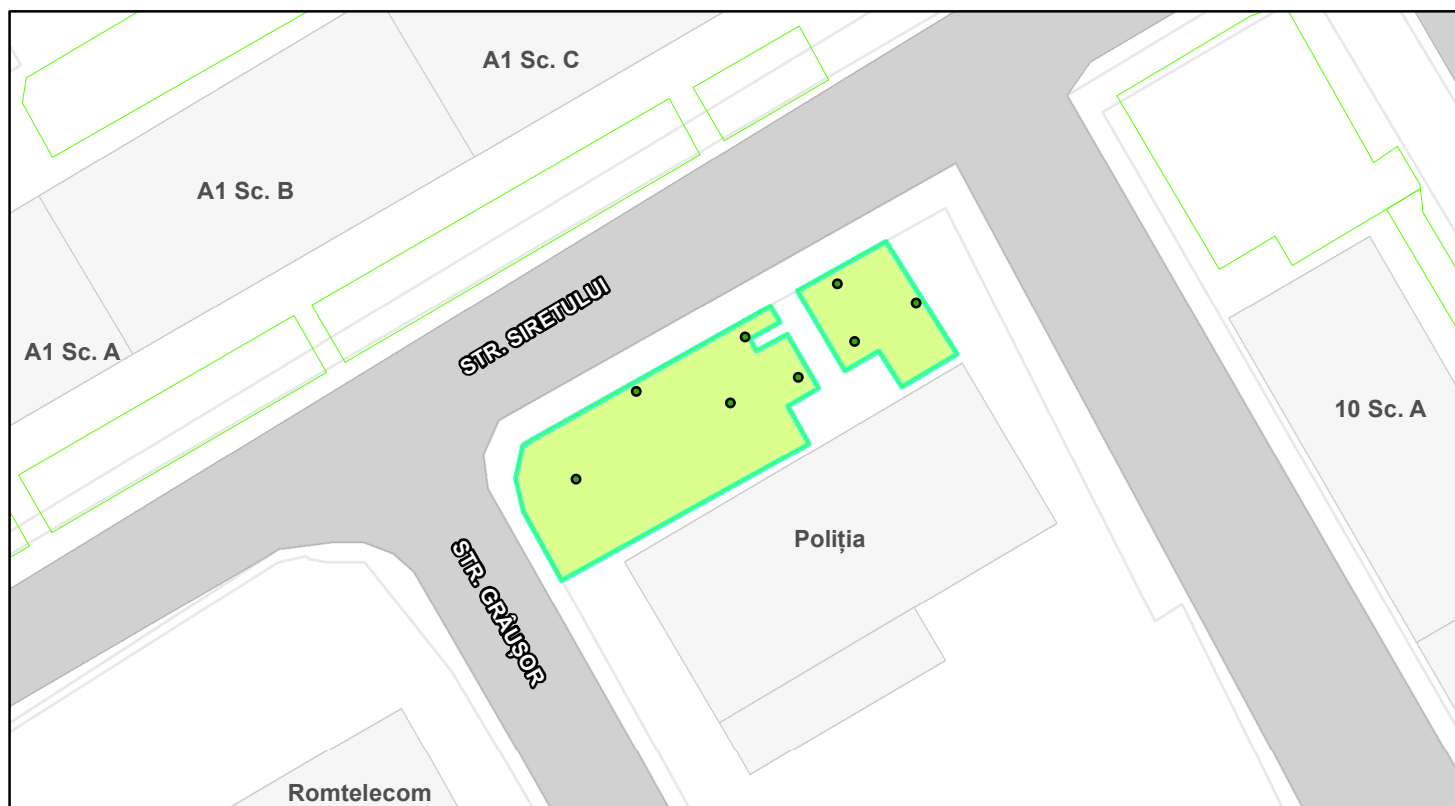 A1 Sc. C
A1 Sc. B
A1 Sc. A
STR. SIRETULUI
10 Sc. A
Poliția
STR. GRÂUȘOR
Romtelecom